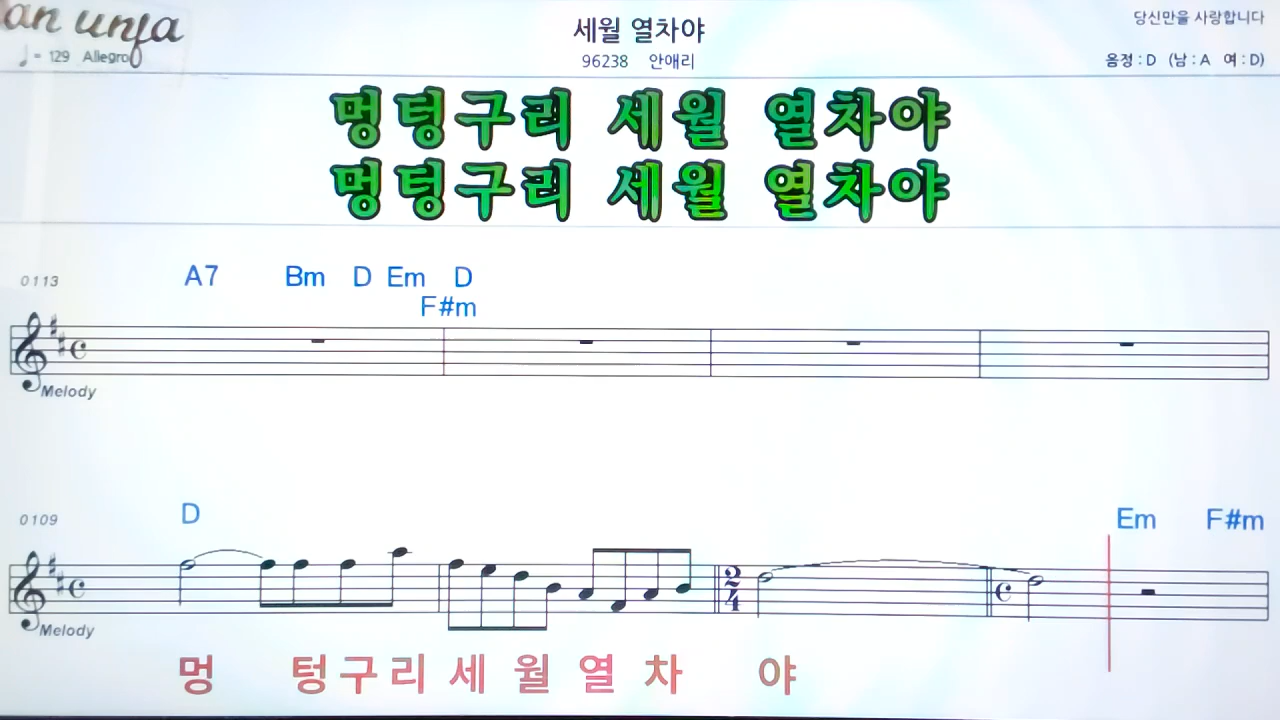 an unfa
♩ = 129 Allegro
세월 열차야
96238 안애리
당신만을 사랑합니다
음정 : D (남 : A 여 : D)
멍텅구리 세월 열차야
멍텅구리 세월 열차야
0113
A7 Bm D Em D
F#m
Melody
0109
D Em F#m
2
4
Melody
멍 텅구리 세 월 열 차 야